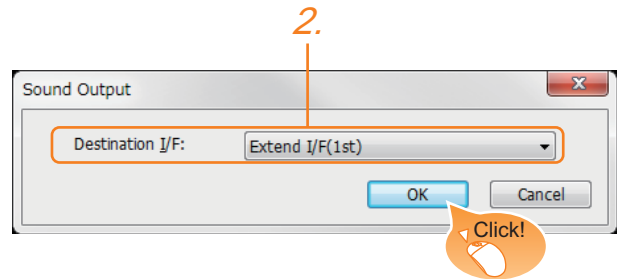 2.
Sound Output
Destination I/F: Extend I/F(1st)
OK Cancel
Click!